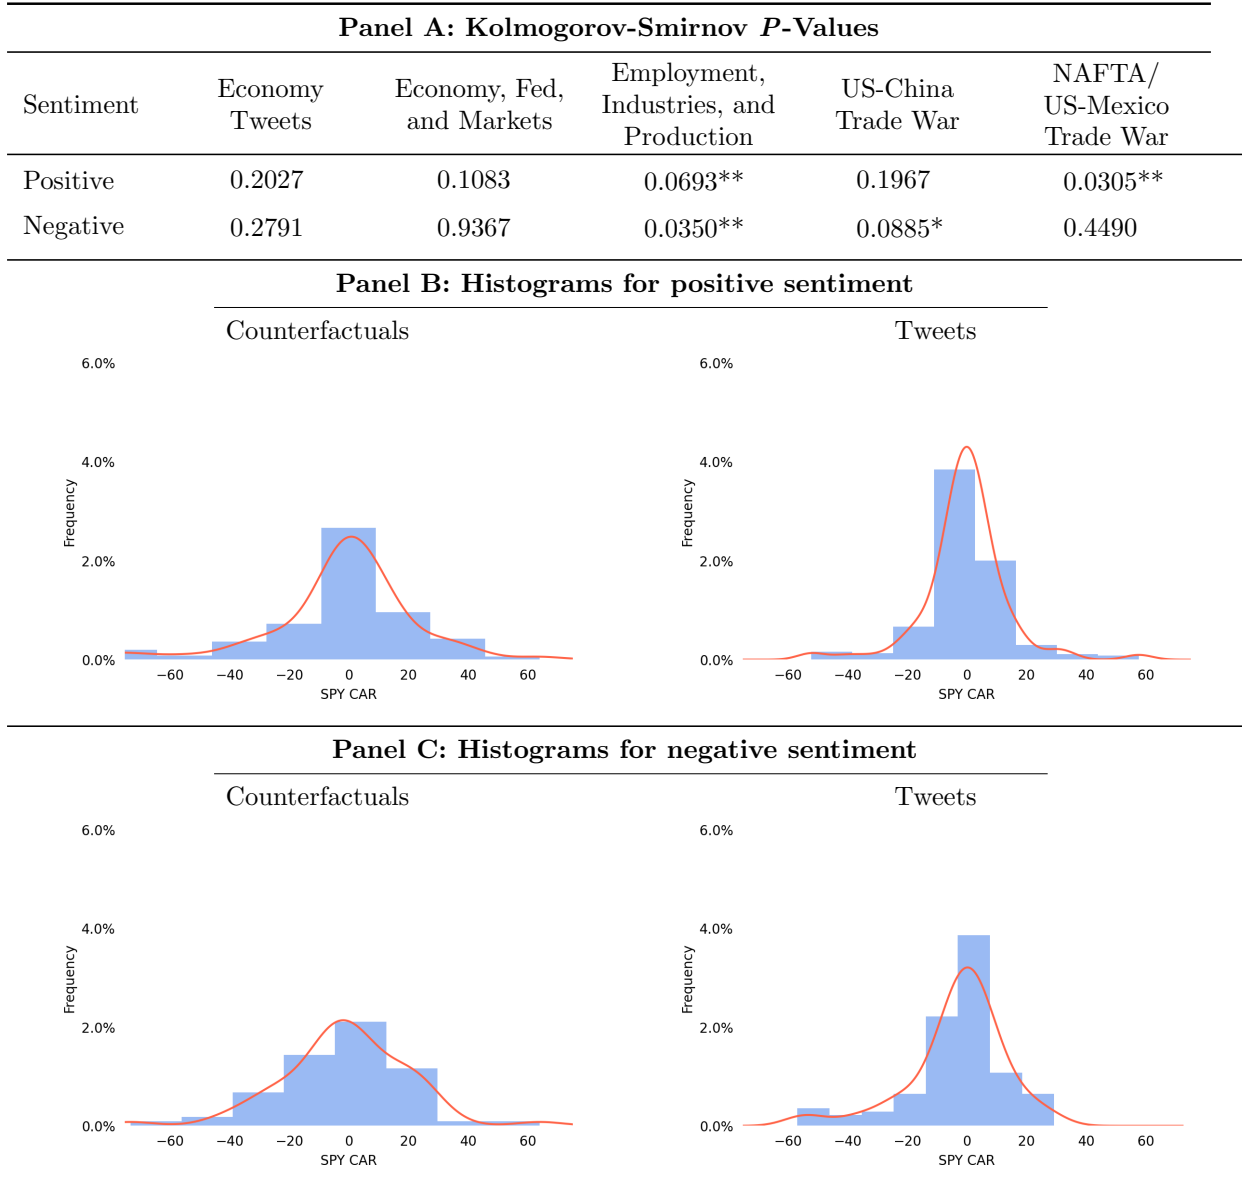 Panel A: Kolmogorov-Smirnov P-Values
Sentiment
Economy
Tweets
Economy, Fed,
and Markets
Employment,
Industries, and
Production
US-China
Trade War
NAFTA/
US-Mexico
Trade War
Positive 0.2027 0.1083 0.0693** 0.1967 0.0305**
Negative 0.2791 0.9367 0.0350** 0.0885* 0.4490
Panel B: Histograms for positive sentiment
Counterfactuals
6.0%
4.0%
2.0%
0.0%
Frequency
−60 −40 −20 0 20 40 60
SPY CAR
Tweets
6.0%
4.0%
2.0%
0.0%
Frequency
−60 −40 −20 0 20 40 60
SPY CAR
Panel C: Histograms for negative sentiment
Counterfactuals
6.0%
4.0%
2.0%
0.0%
Frequency
−60 −40 −20 0 20 40 60
SPY CAR
Tweets
6.0%
4.0%
2.0%
0.0%
Frequency
−60 −40 −20 0 20 40 60
SPY CAR